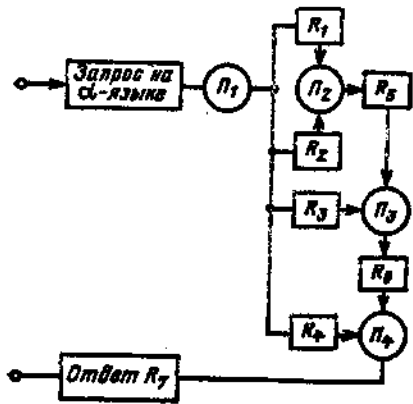 Запрос на
α-языке
П₁
R₁
П₂
R₅
R₂
R₃
П₃
R₆
R₄
П₄
Ответ R₇